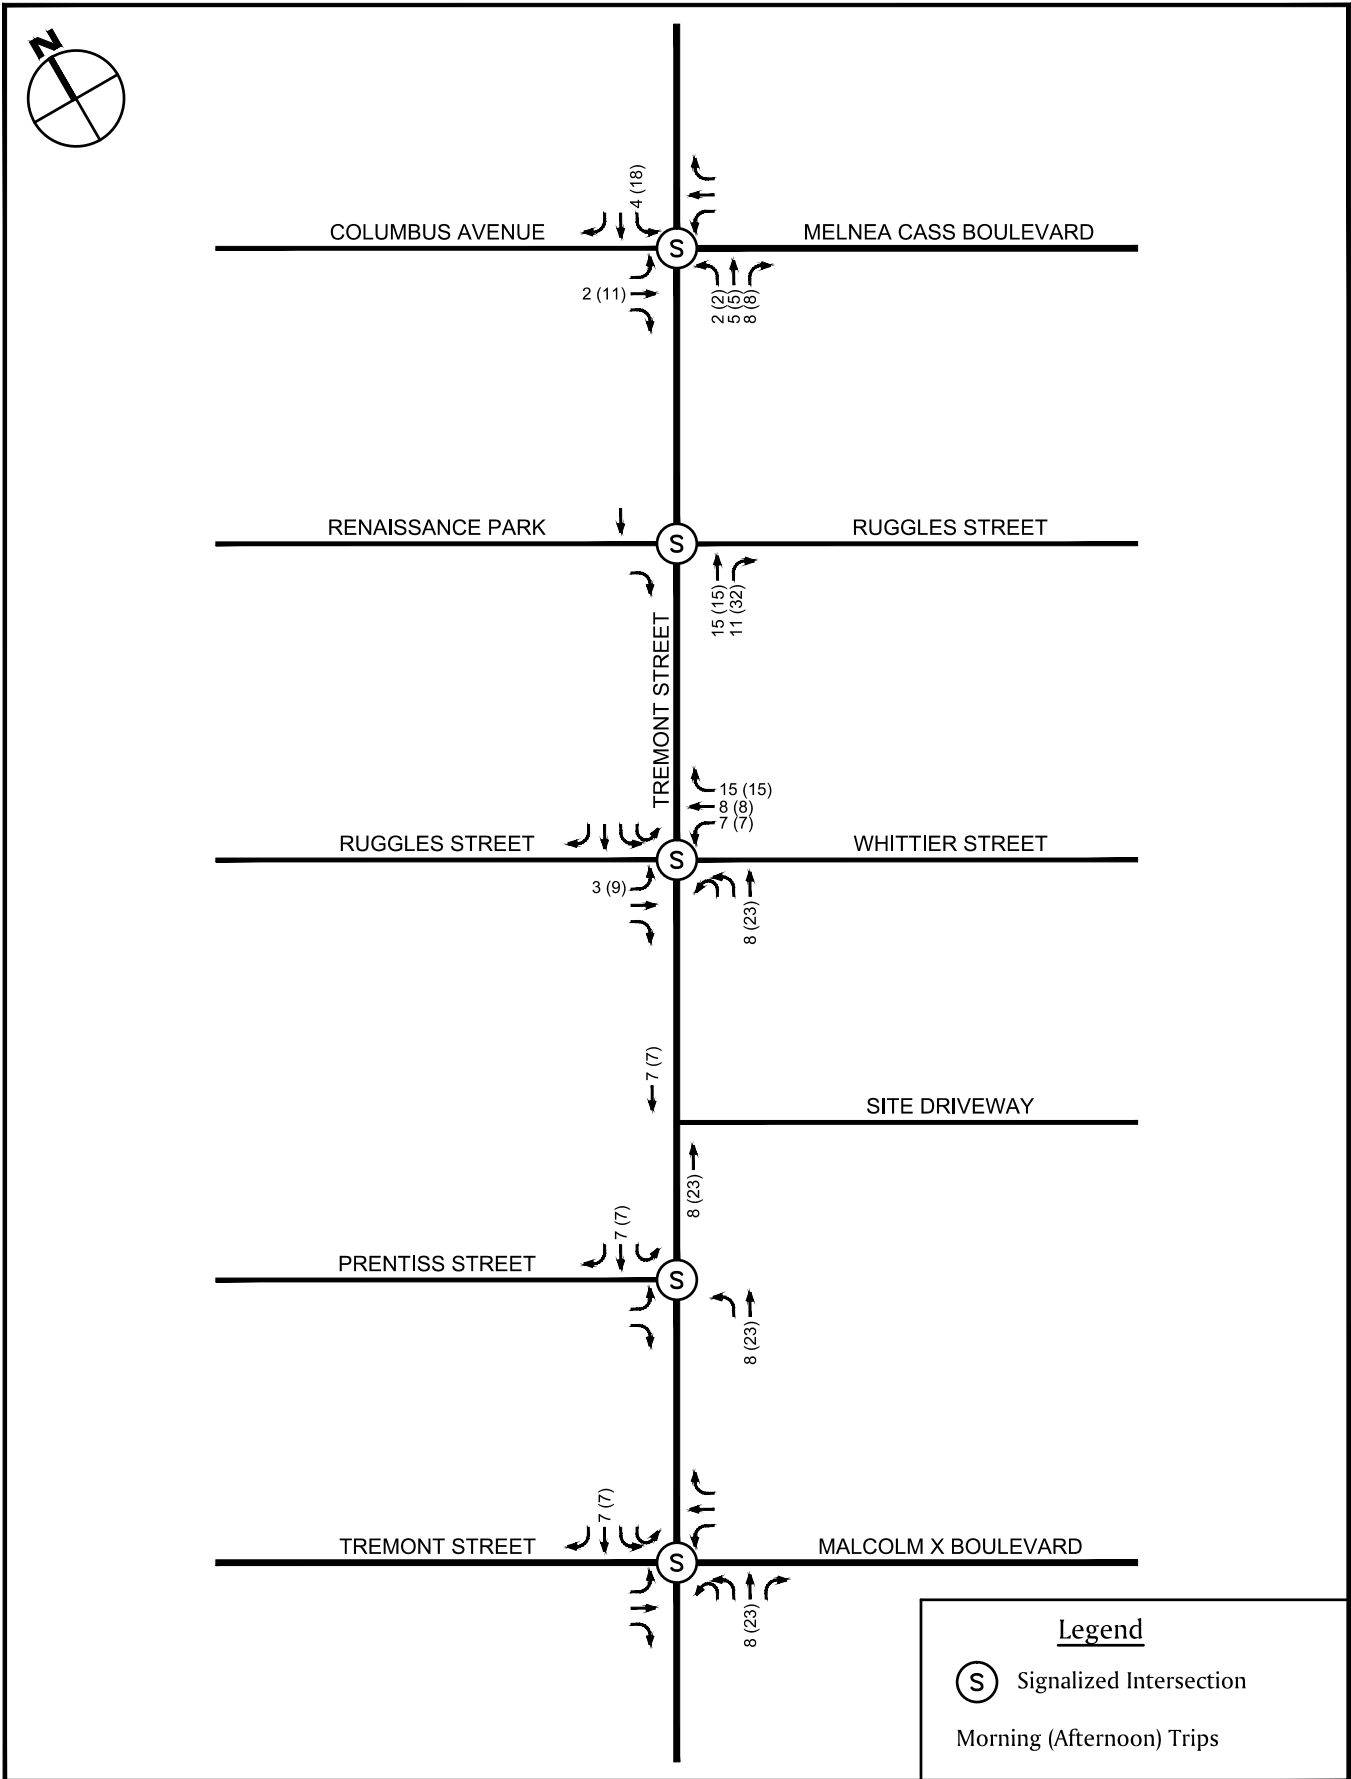 N
4 (18)
COLUMBUS AVENUE
MELNEA CASS BOULEVARD
S
2 (11)
2 (2)
5 (5)
8 (8)
RENAISSANCE PARK
RUGGLES STREET
S
15 (15)
11 (32)
TREMONT STREET
15 (15)
8 (8)
7 (7)
RUGGLES STREET
WHITTIER STREET
S
3 (9)
8 (23)
7 (7)
SITE DRIVEWAY
8 (23)
7 (7)
PRENTISS STREET
S
8 (23)
7 (7)
TREMONT STREET
MALCOLM X BOULEVARD
S
8 (23)
Legend
S Signalized Intersection
Morning (Afternoon) Trips